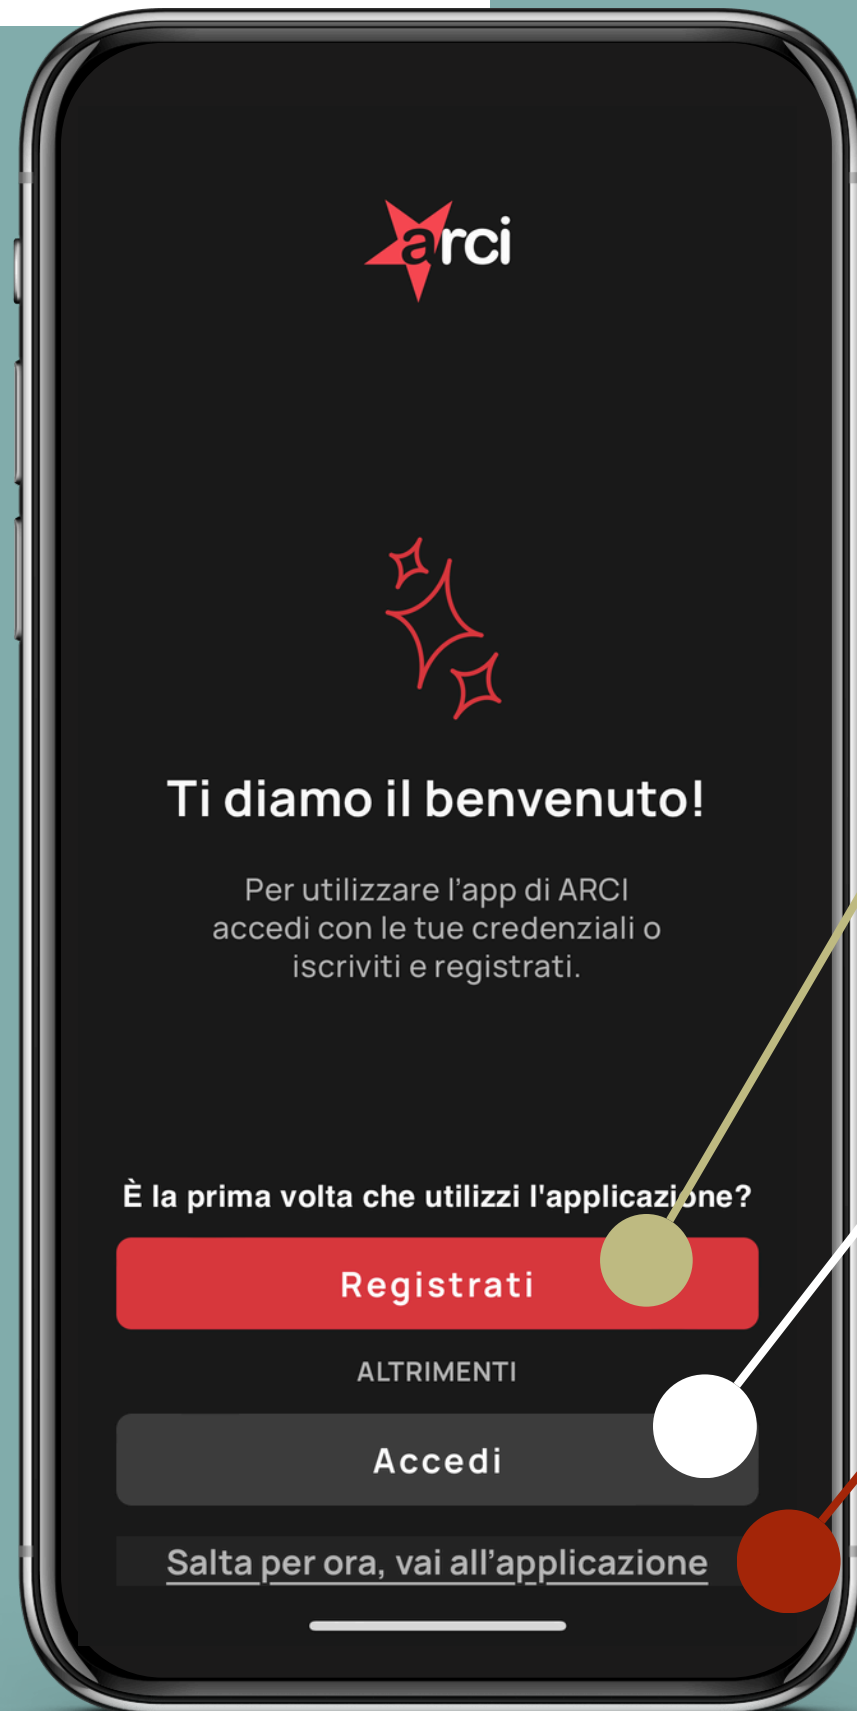 arci
Ti diamo il benvenuto!
Per utilizzare l’app di ARCI
accedi con le tue credenziali o
iscriviti e registrati.
È la prima volta che utilizzi l'applicazione?
Registrati
ALTRIMENTI
Accedi
Salta per ora, vai all’applicazione